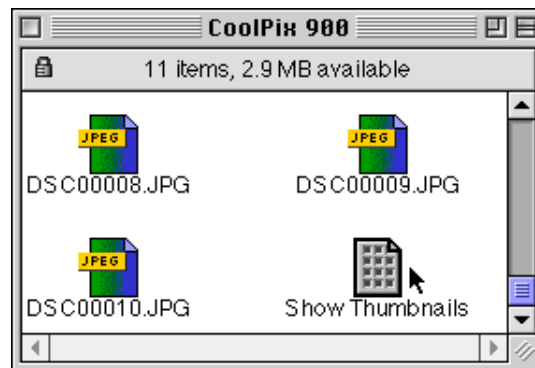 CoolPix 900
11 items, 2.9 MB available
JPEG JPEG
DSC00008.JPG DSC00009.JPG
JPEG
DSC00010.JPG Show Thumbnails